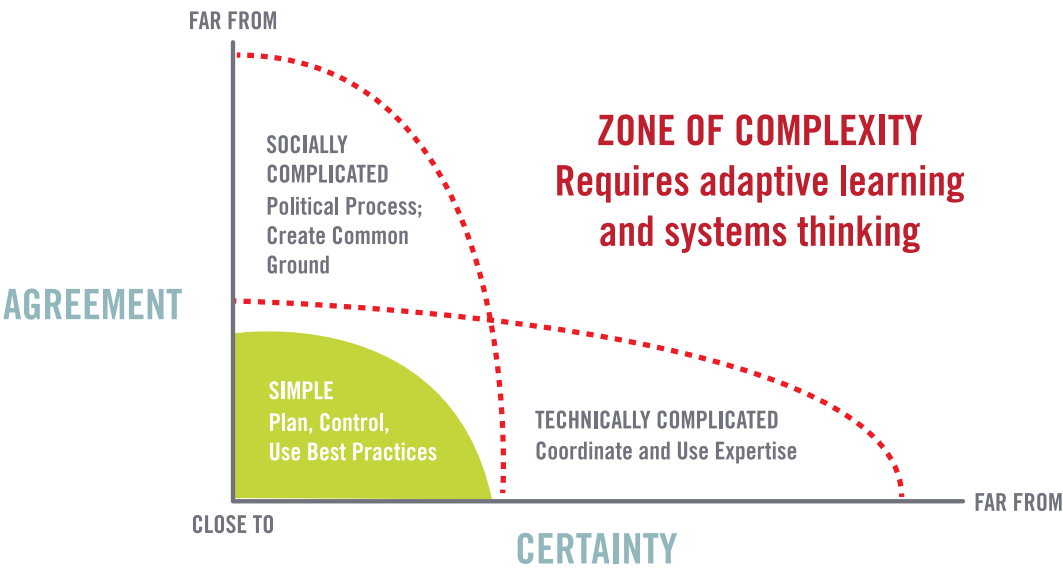 FAR FROM
SOCIALLY
COMPLICATED
Political Process;
Create Common
Ground
ZONE OF COMPLEXITY
Requires adaptive learning
and systems thinking
AGREEMENT
SIMPLE
Plan, Control,
Use Best Practices
TECHNICALLY COMPLICATED
Coordinate and Use Expertise
CLOSE TO
FAR FROM
CERTAINTY